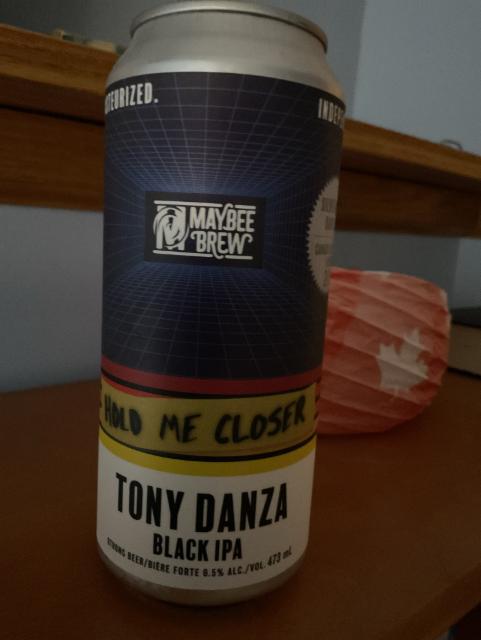 INDEP
MAYBEE
BREW
HOLD ME CLOSER
TONY DANZA
BLACK IPA
STRONG BEER/BIÈRE FORTE 6.5% ALC./VOL. 473 mL